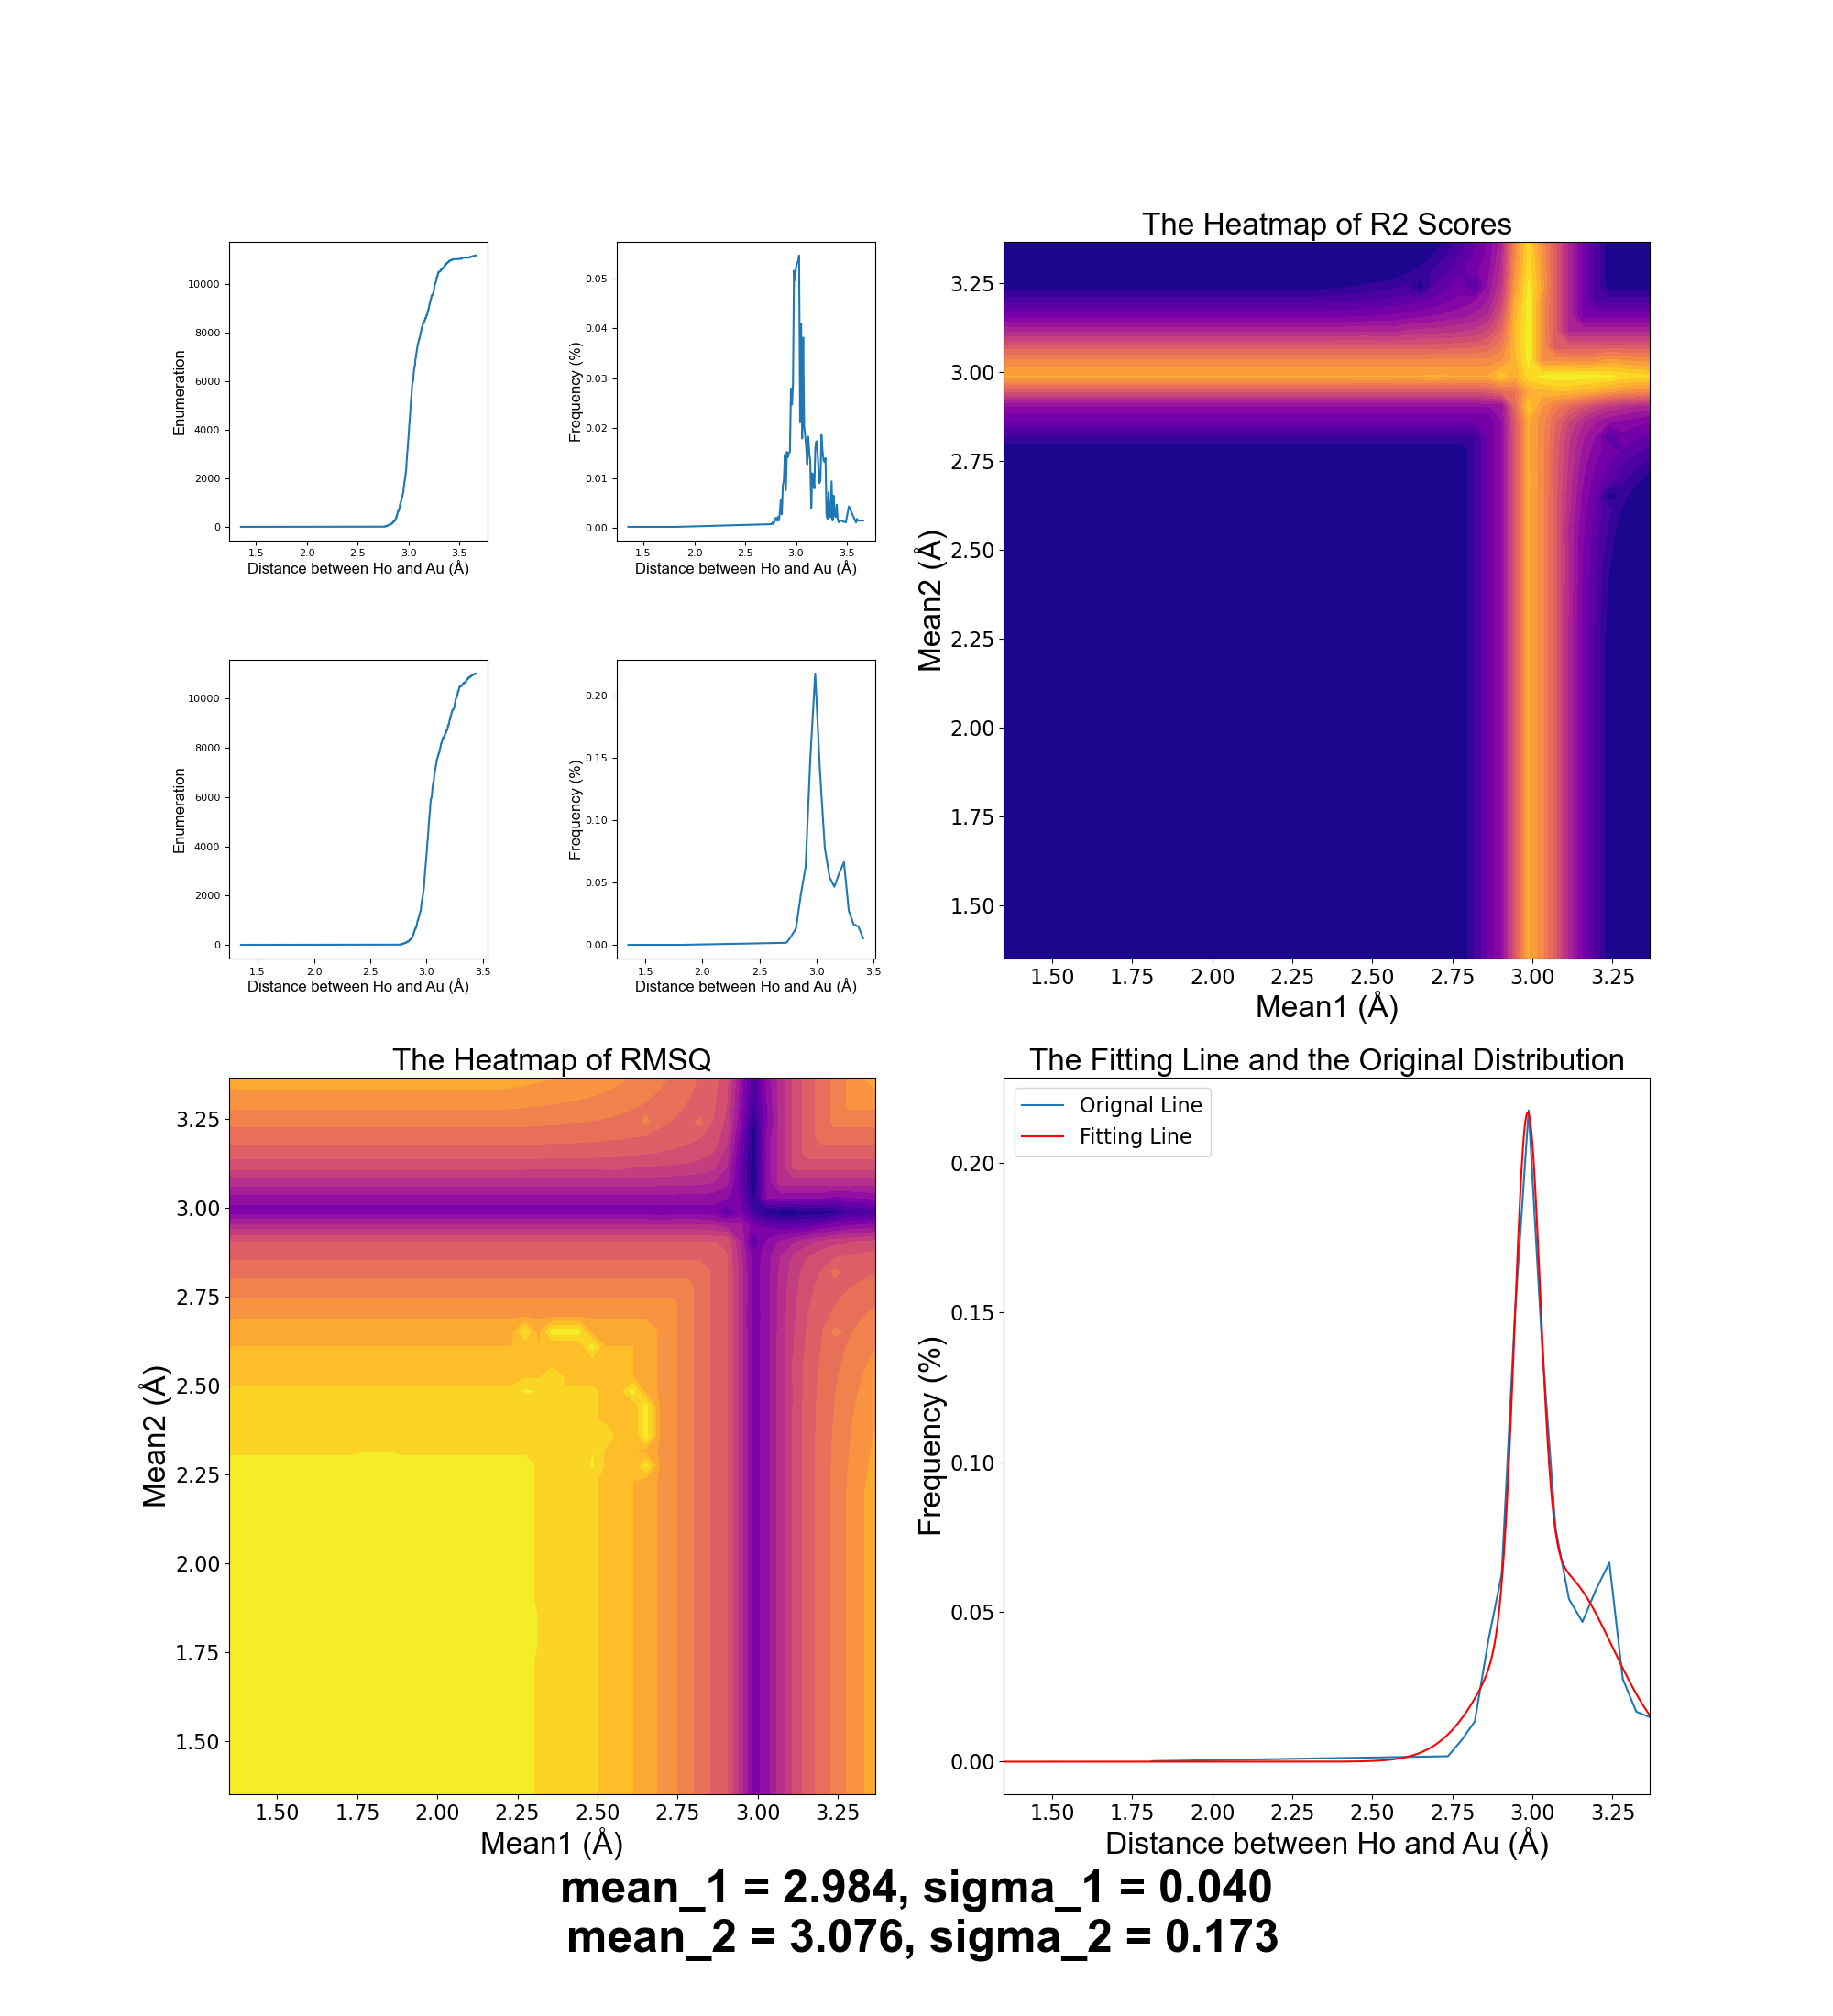 The Heatmap of R2 Scores
10000
8000
6000
4000
2000
0
Enumeration
1.5 2.0 2.5 3.0 3.5
Distance between Ho and Au (Å)
0.05
0.04
0.03
0.02
0.01
0.00
Frequency (%)
1.5 2.0 2.5 3.0 3.5
Distance between Ho and Au (Å)
10000
8000
6000
4000
2000
0
Enumeration
1.5 2.0 2.5 3.0 3.5
Distance between Ho and Au (Å)
0.20
0.15
0.10
0.05
0.00
Frequency (%)
1.5 2.0 2.5 3.0 3.5
Distance between Ho and Au (Å)
3.25
3.00
2.75
2.50
2.25
2.00
1.75
1.50
Mean2 (Å)
1.50 1.75 2.00 2.25 2.50 2.75 3.00 3.25
Mean1 (Å)
The Heatmap of RMSQ
3.25
3.00
2.75
2.50
2.25
2.00
1.75
1.50
Mean2 (Å)
1.50 1.75 2.00 2.25 2.50 2.75 3.00 3.25
Mean1 (Å)
The Fitting Line and the Original Distribution
Orignal Line
Fitting Line
0.20
0.15
0.10
0.05
0.00
Frequency (%)
1.50 1.75 2.00 2.25 2.50 2.75 3.00 3.25
Distance between Ho and Au (Å)
mean_1 = 2.984, sigma_1 = 0.040
mean_2 = 3.076, sigma_2 = 0.173